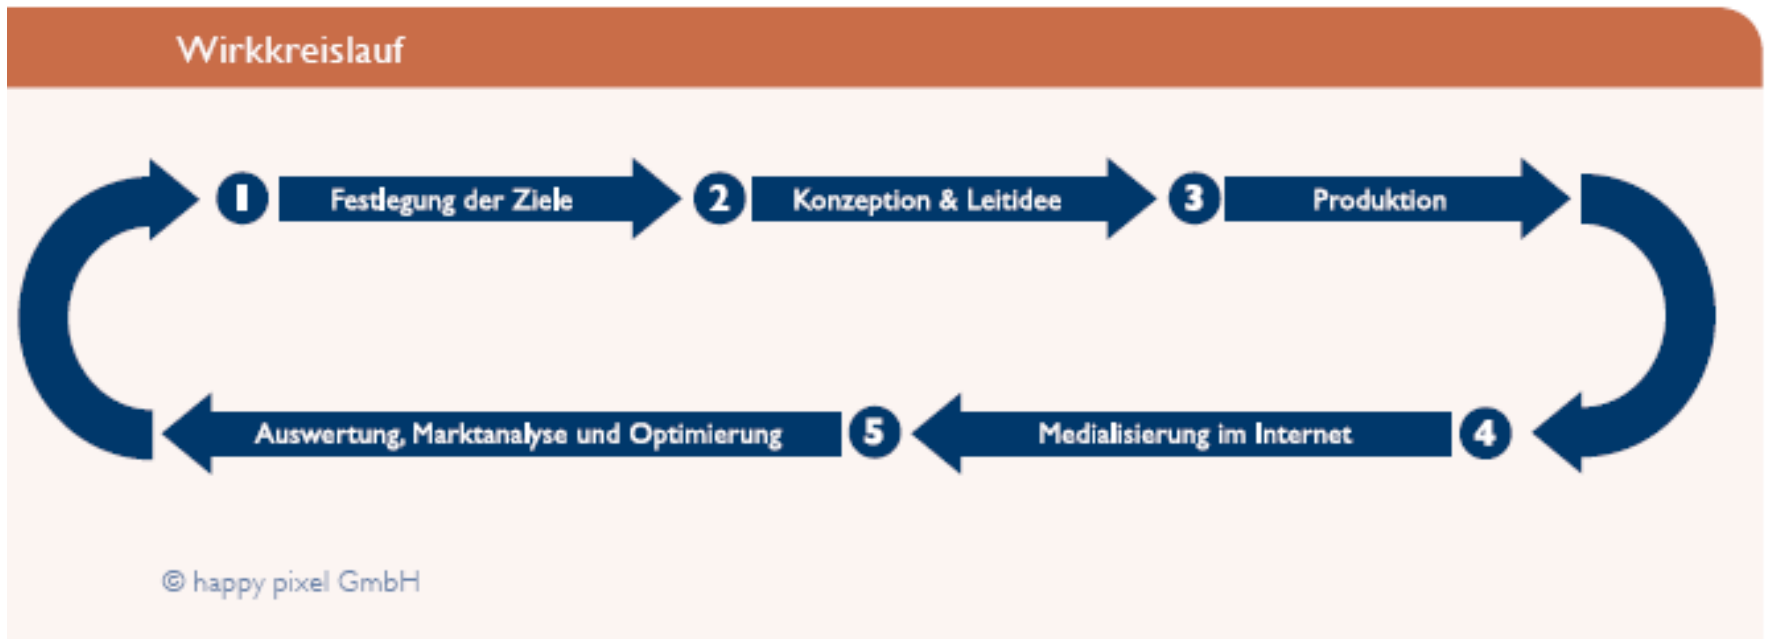 Wirkkreislauf
1 Festlegung der Ziele 2 Konzeption & Leitidee 3 Produktion
4 Medialisierung im Internet
5 Auswertung, Marktanalyse und Optimierung
© happy pixel GmbH